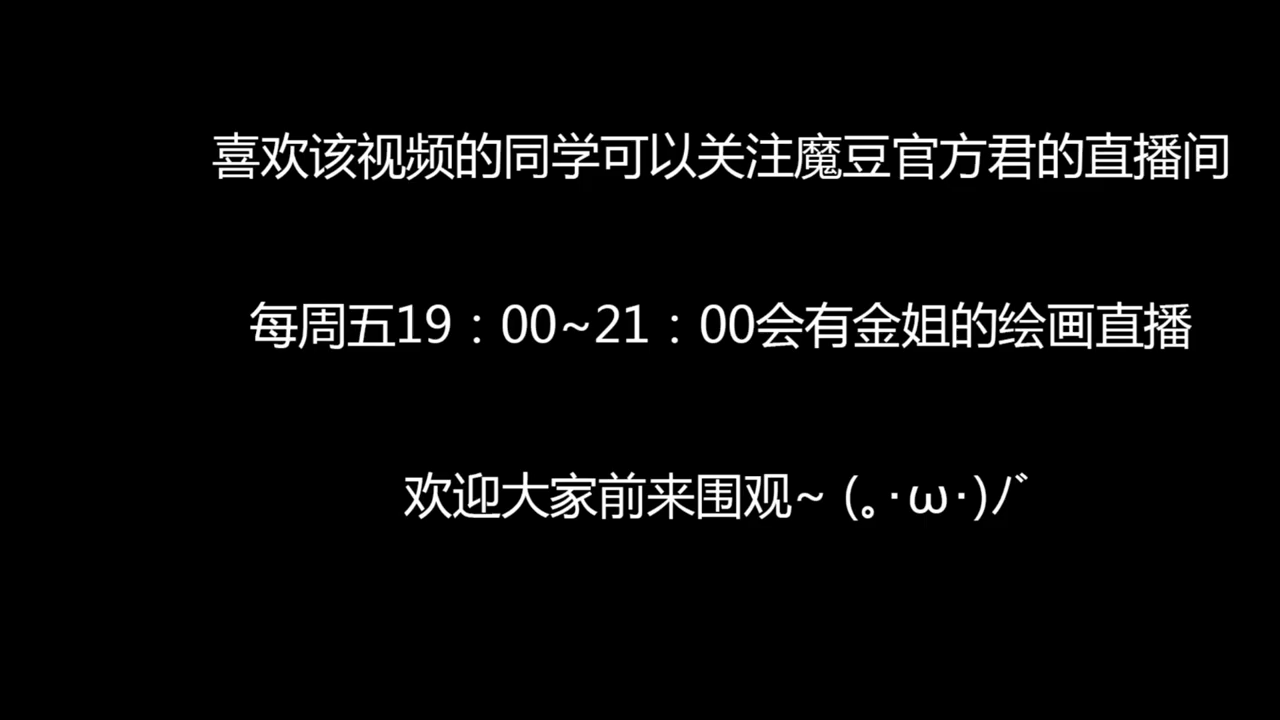 喜欢该视频的同学可以关注魔豆官方君的直播间
每周五19：00~21：00会有金姐的绘画直播
欢迎大家前来围观~ (｡･ω･)ﾉﾞ